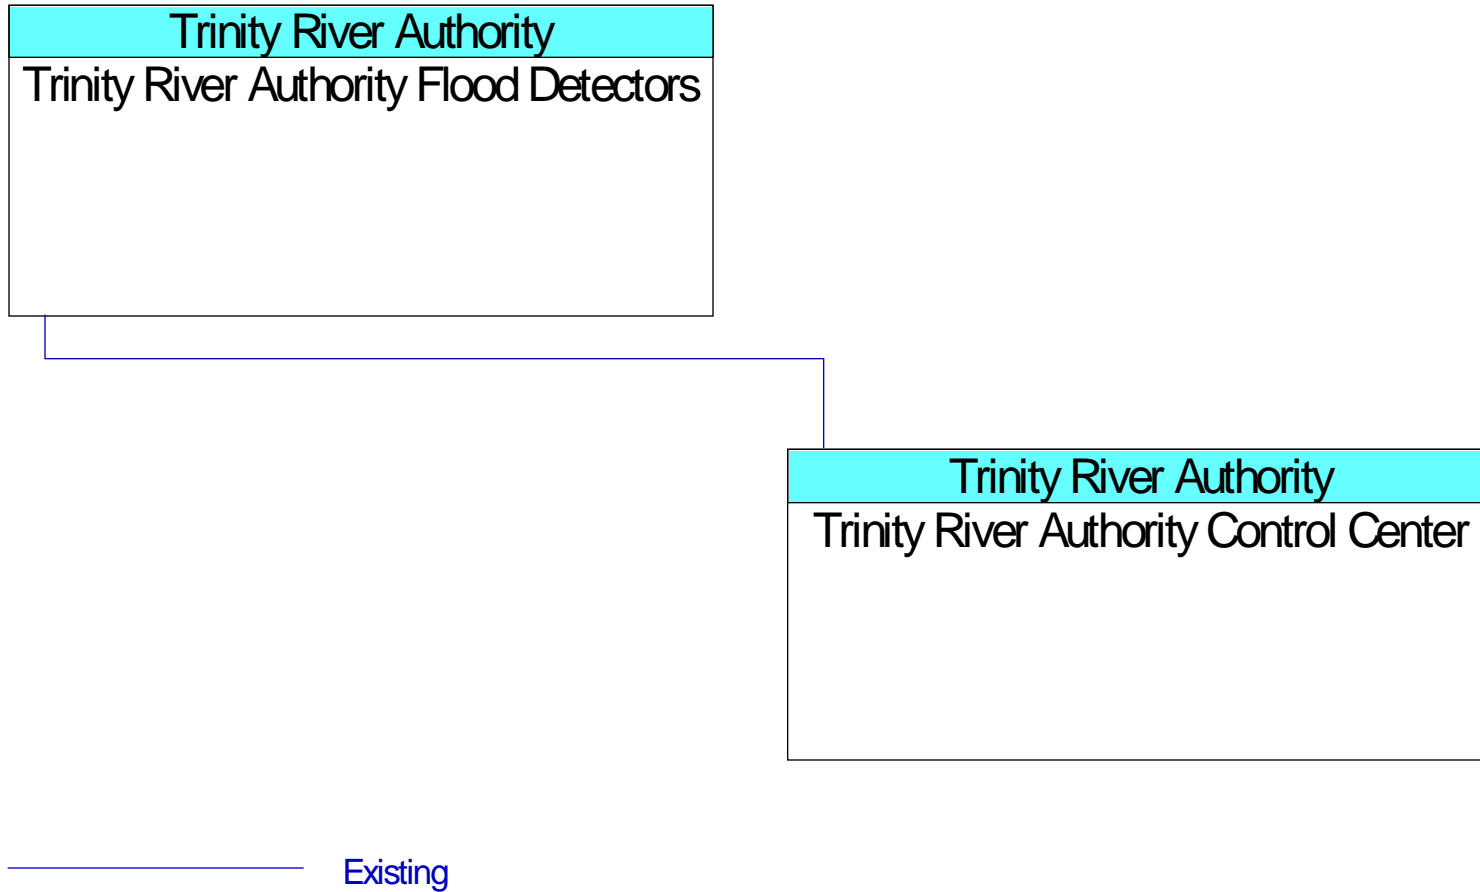 Trinity River Authority
Trinity River Authority Flood Detectors
Trinity River Authority
Trinity River Authority Control Center
Existing